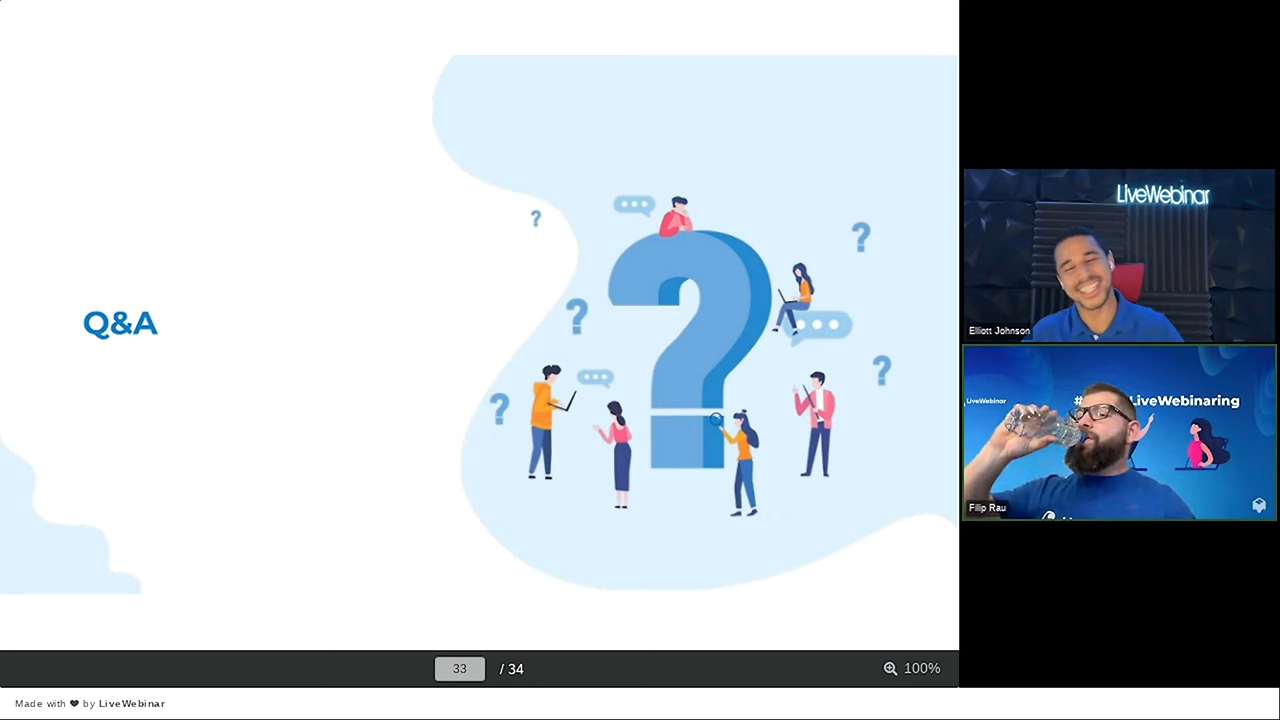 Q&A
?
?
?
?
?
?
33 / 34
100%
LiveWebinar
Elliott Johnson
LiveWebinar
# LiveWebinaring
Filip Rau
Made with ❤ by LiveWebinar